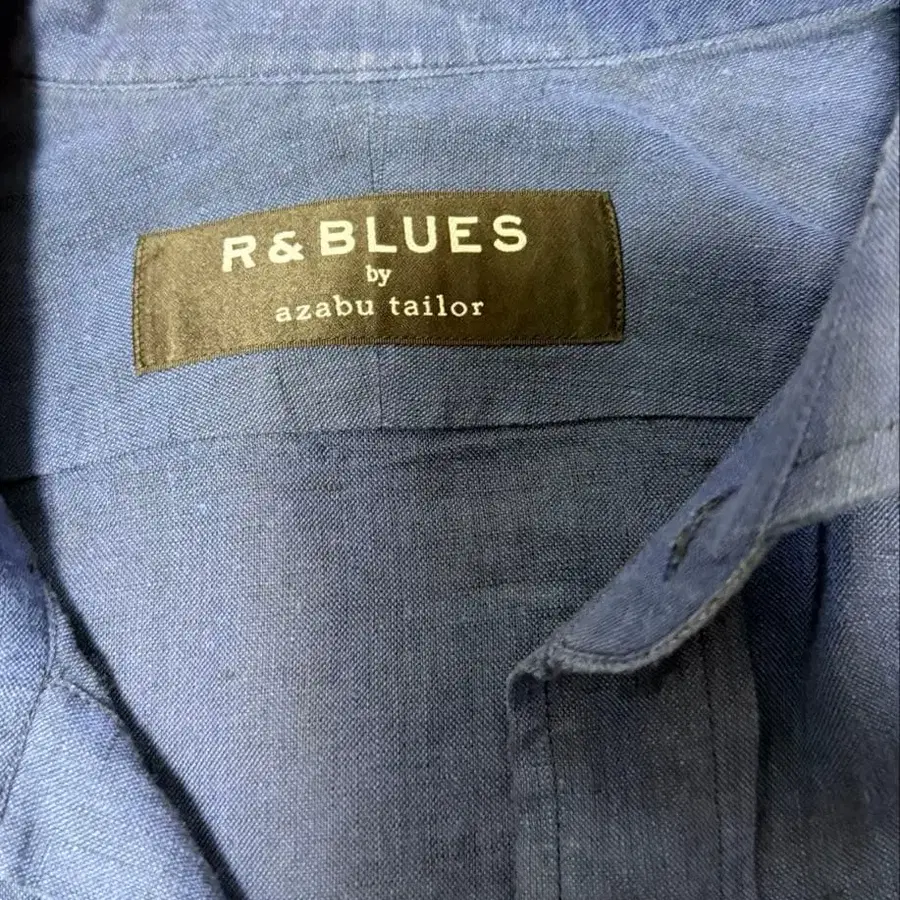 R & BLUES
by
azabu tailor